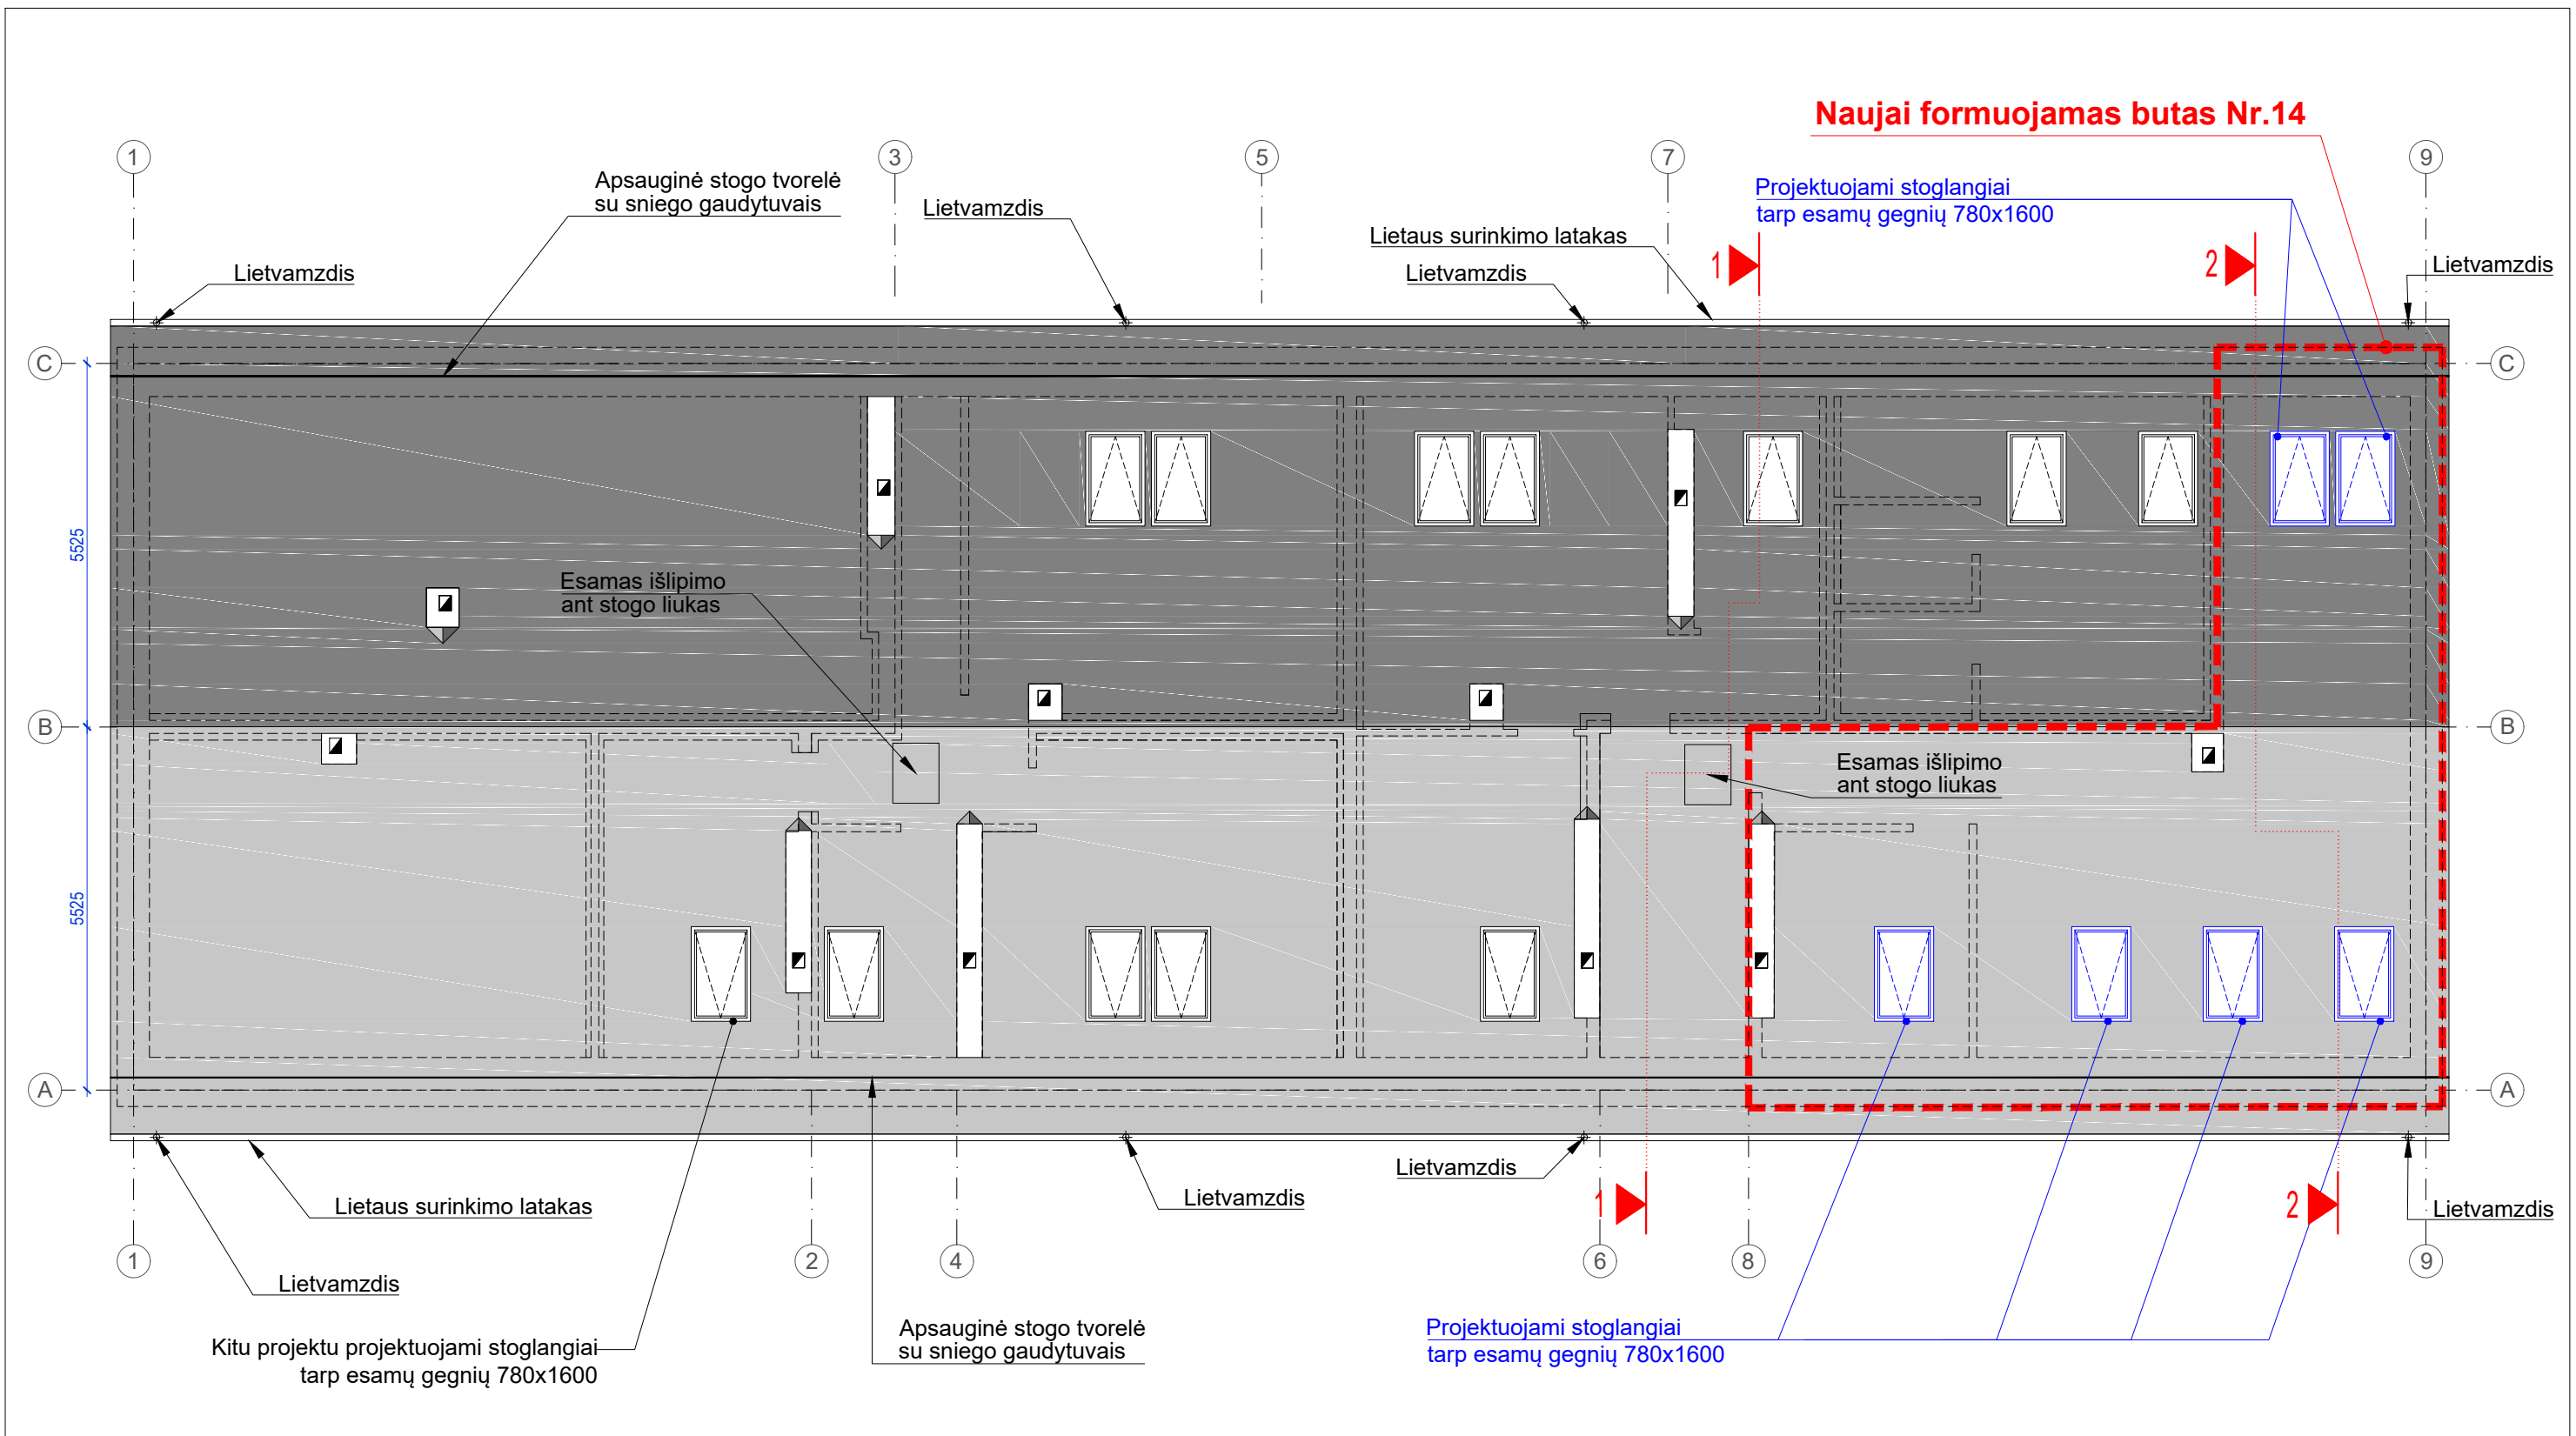 Naujai formuojamas butas Nr.14
1
3
5
7
9
Apsauginė stogo tvorelė
su sniego gaudytuvais
Lietvamzdis
Projektuojami stoglangiai
tarp esamų gegnių 780x1600
Lietaus surinkimo latakas
Lietvamzdis
Lietvamzdis
1
2
Lietvamzdis
C
C
5525
Esamas išlipimo
ant stogo liukas
B
B
Esamas išlipimo
ant stogo liukas
5525
A
A
Lietvamzdis
Lietaus surinkimo latakas
Lietvamzdis
1
2
Lietvamzdis
1
2
4
6
8
9
Lietvamzdis
Kitu projektu projektuojami stoglangiai
tarp esamų gegnių 780x1600
Apsauginė stogo tvorelė
su sniego gaudytuvais
Projektuojami stoglangiai
tarp esamų gegnių 780x1600